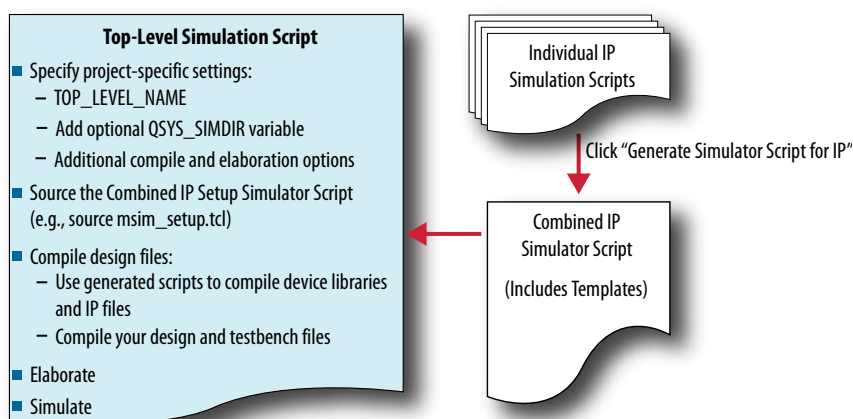 Top-Level Simulation Script
Specify project-specific settings:
– TOP_LEVEL_NAME
– Add optional QSYS_SIMDIR variable
– Additional compile and elaboration options
Source the Combined IP Setup Simulator Script
(e.g., source msim_setup.tcl)
Compile design files:
– Use generated scripts to compile device libraries
and IP files
– Compile your design and testbench files
Elaborate
Simulate
Individual IP
Simulation Scripts
Click “Generate Simulator Script for IP”
Combined IP
Simulator Script
(Includes Templates)